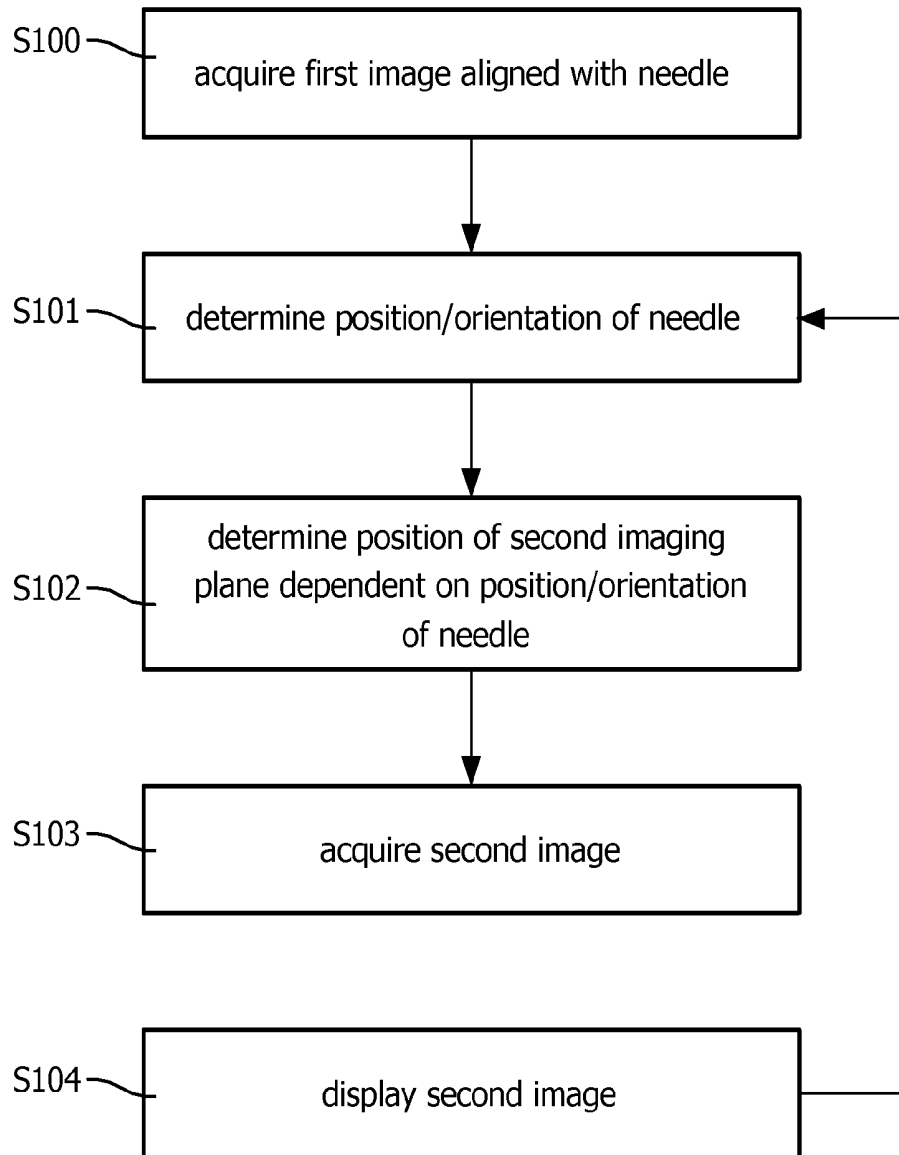 S100
acquire first image aligned with needle
S101
determine position/orientation of needle
S102
determine position of second imaging
plane dependent on position/orientation
of needle
S103
acquire second image
S104
display second image